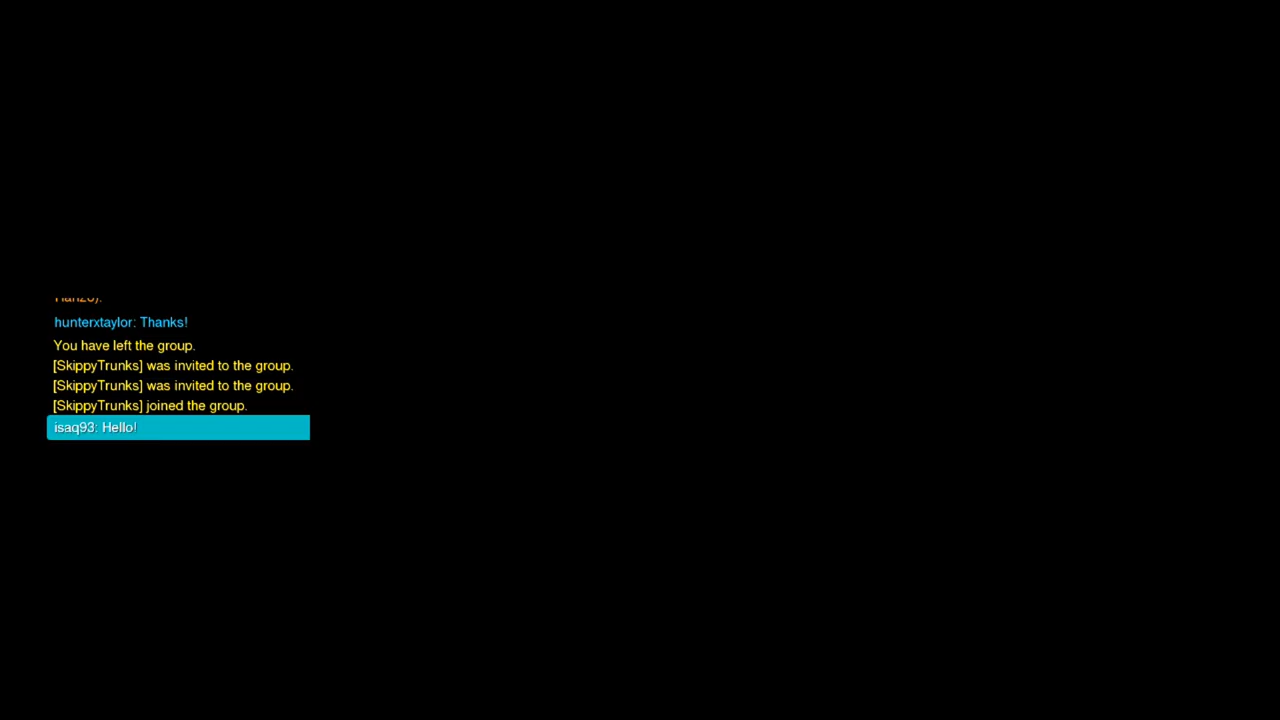 hunterxtaylor: Thanks!
You have left the group.
[SkippyTrunks] was invited to the group.
[SkippyTrunks] was invited to the group.
[SkippyTrunks] joined the group.
isaq93: Hello!